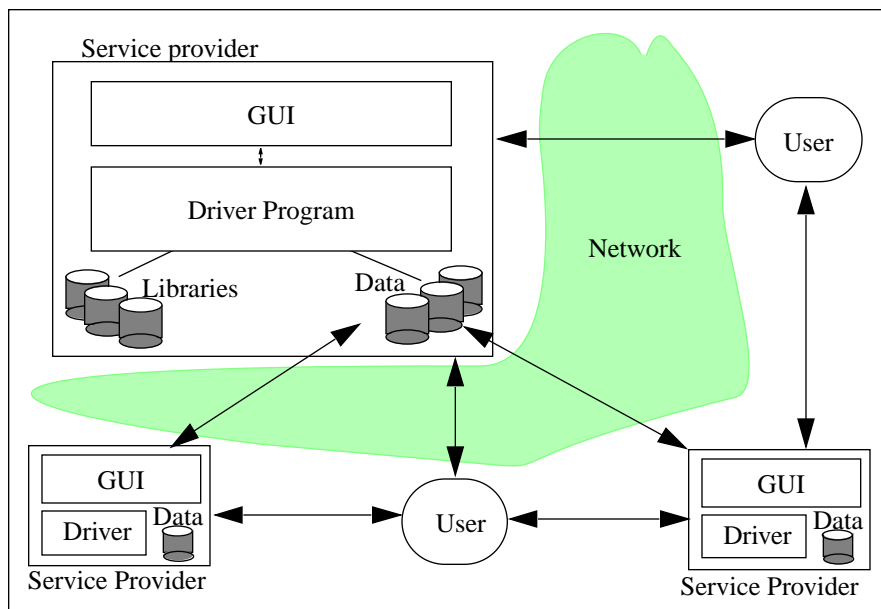 Service provider
GUI
User
Driver Program
Network
Libraries
Data
GUI
Data
Driver
Service Provider
User
GUI
Data
Driver
Service Provider